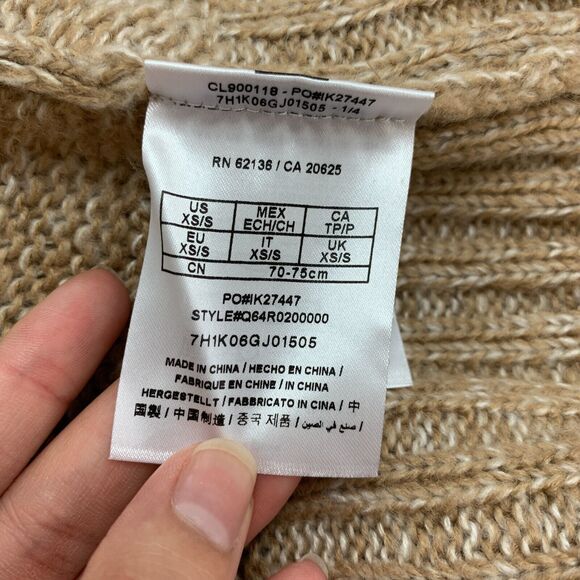 CL900118 - PO#IK27447
7H1K06GJ01505 - 1/4
RN 62136 / CA 20625
US MEX CA
XS/S ECH/CH TP/P
EU IT UK
XS/S XS/S XS/S
CN 70-75cm
PO#IK27447
STYLE#Q64R0200000
7H1K06GJ01505
MADE IN CHINA / HECHO EN CHINA /
FABRIQUE EN CHINE / IN CHINA
HERGESTELLT / FABBRICATO IN CINA / 中
国製 / 中国制造 / 중국 제품 / صنع في الصين /